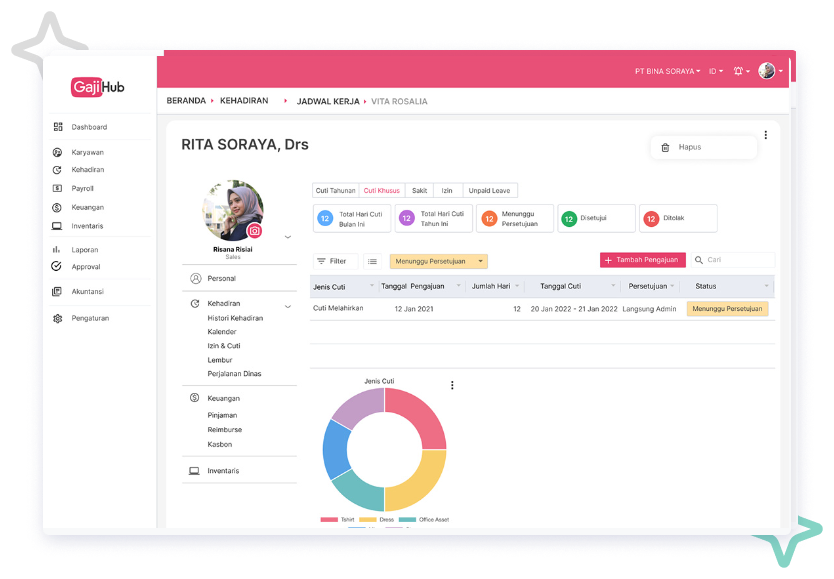 GajiHub
PT BINA SORAYA ID
BERANDA KEHADIRAN JADWAL KERJA VITA ROSALIA
Dashboard
Karyawan
Kehadiran
Payroll
Keuangan
Inventaris
Laporan
Approval
Akuntansi
Pengaturan
RITA SORAYA, Drs
Hapus
Risana Risiai
Sales
Personal
Kehadiran
Histori Kehadiran
Kalender
Izin & Cuti
Lembur
Perjalanan Dinas
Keuangan
Pinjaman
Reimburse
Kasbon
Inventaris
Cuti Tahunan Cuti Khusus Sakit Izin Unpaid Leave
12 Total Hari Cuti Bulan Ini
12 Total Hari Cuti Tahun Ini
12 Menunggu Persetujuan
12 Disetujui
12 Ditolak
Filter
Menunggu Persetujuan
+ Tambah Pengajuan
Cari
Jenis Cuti Tanggal Pengajuan Jumlah Hari Tanggal Cuti Persetujuan Status
Cuti Melahirkan 12 Jan 2021 12 20 Jan 2022 - 21 Jan 2022 Langsung Admin Menunggu Persetujuan
Jenis Cuti
Tshirt Dress Office Asset